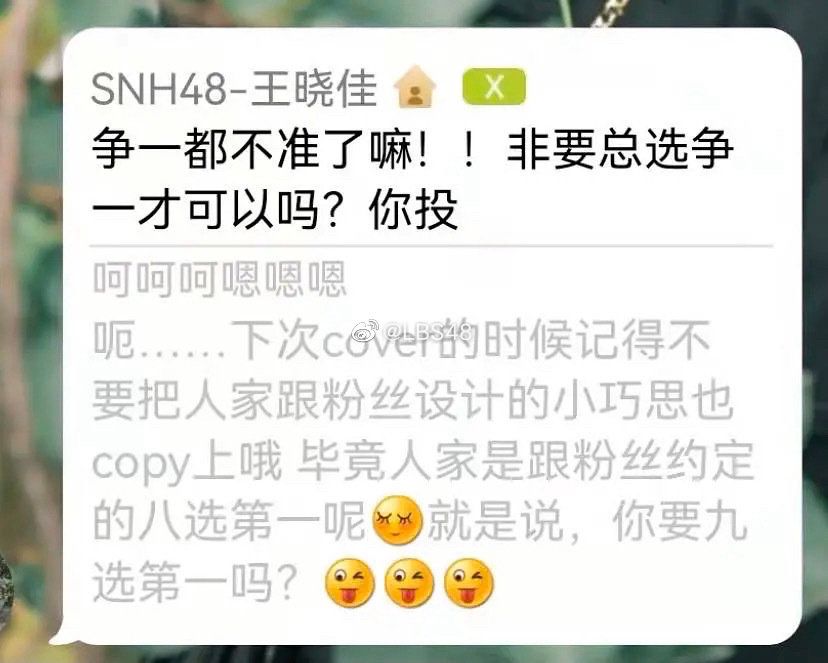 SNH48-王晓佳 X
争一都不准了嘛！！非要总选争
一才可以吗？你投
呵呵呵嗯嗯嗯
呃……下次cover的时候记得不
@LBS48
要把人家跟粉丝设计的小巧思也
copy上哦 毕竟人家是跟粉丝约定
的八选第一呢就是说，你要九
选第一吗？